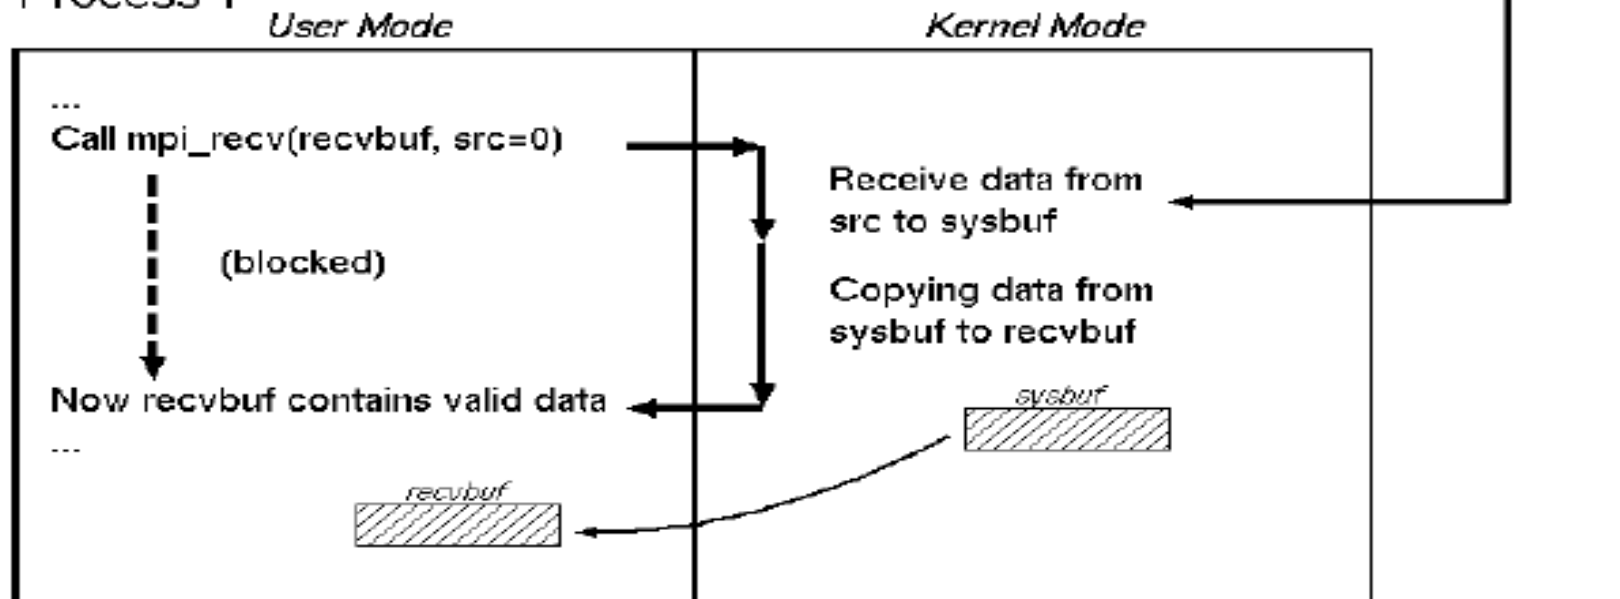 User Mode
Kernel Mode
...
Call mpi_recv(recvbuf, src=0)
Receive data from
src to sysbuf
(blocked)
Copying data from
sysbuf to recvbuf
Now recvbuf contains valid data
sysbuf
...
recvbuf